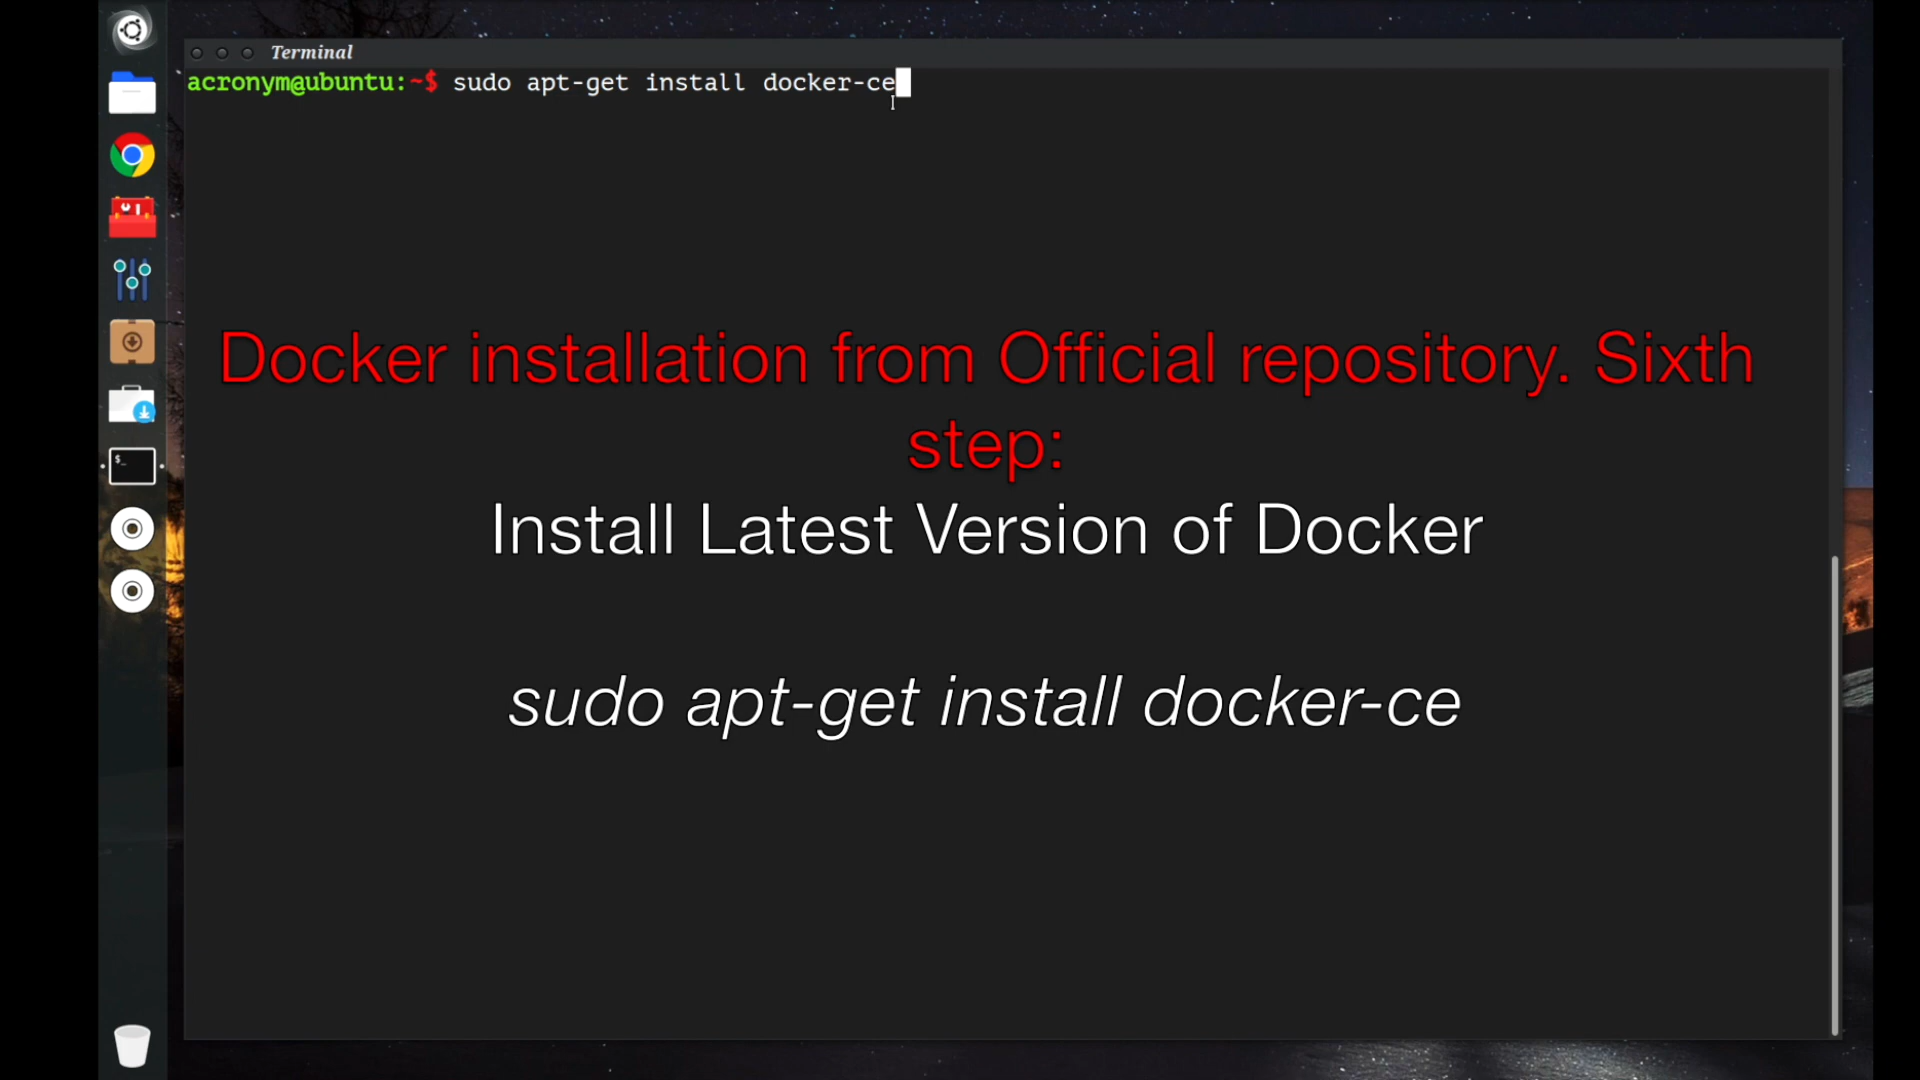 Terminal
acronym@ubuntu:~$ sudo apt-get install docker-ce
Docker installation from Official repository. Sixth
step:
Install Latest Version of Docker
sudo apt-get install docker-ce
$_